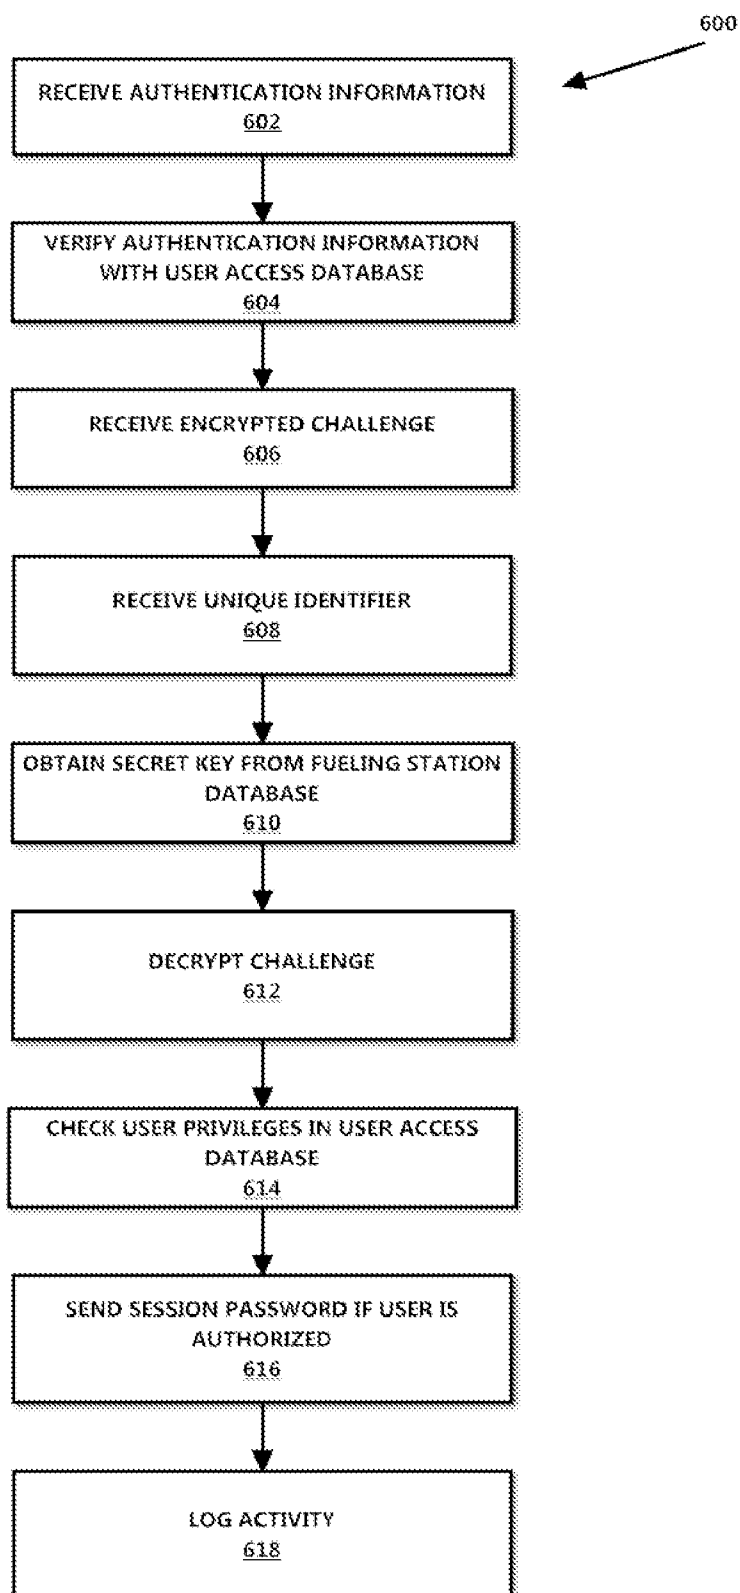 600
RECEIVE AUTHENTICATION INFORMATION
602
VERIFY AUTHENTICATION INFORMATION
WITH USER ACCESS DATABASE
604
RECEIVE ENCRYPTED CHALLENGE
606
RECEIVE UNIQUE IDENTIFIER
608
OBTAIN SECRET KEY FROM FUELING STATION
DATABASE
610
DECRYPT CHALLENGE
612
CHECK USER PRIVILEGES IN USER ACCESS
DATABASE
614
SEND SESSION PASSWORD IF USER IS
AUTHORIZED
616
LOG ACTIVITY
618